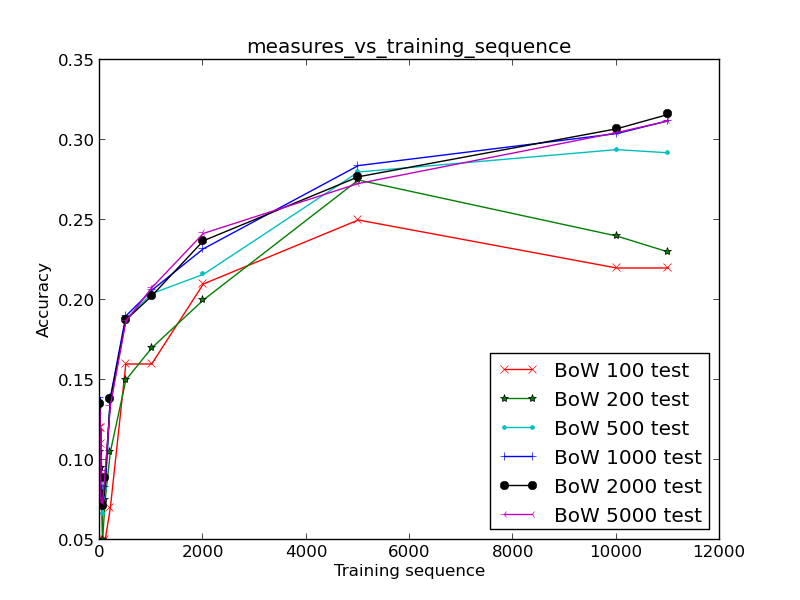 measures_vs_training_sequence
0.35
0.30
0.25
0.20
0.15
0.10
0.05
Accuracy
BoW 100 test
BoW 200 test
BoW 500 test
BoW 1000 test
BoW 2000 test
BoW 5000 test
0 2000 4000 6000 8000 10000 12000
Training sequence